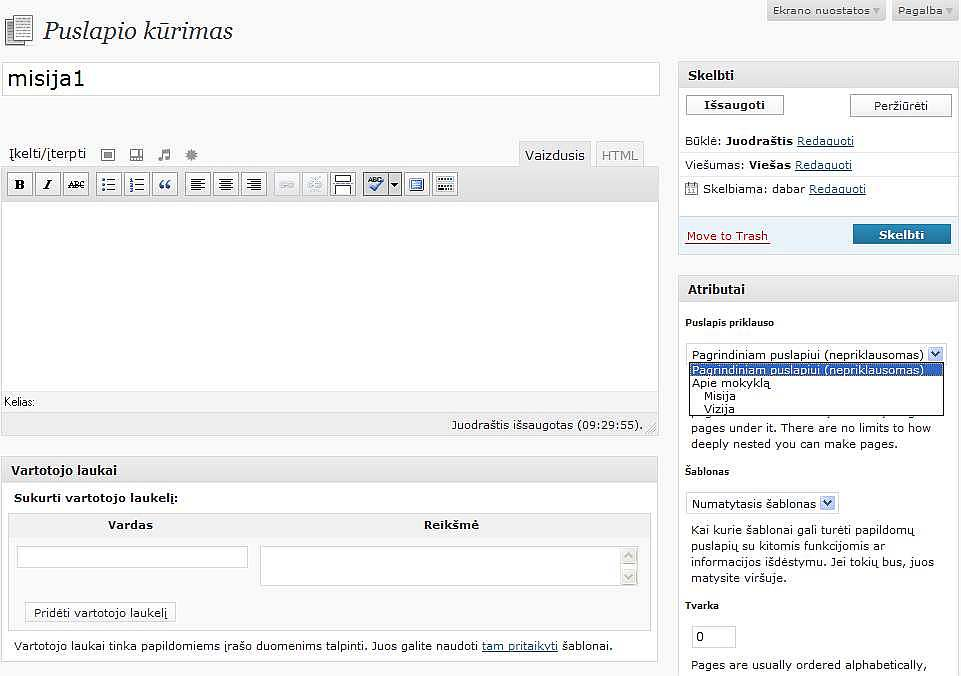 Ekrano nuostatos
Pagalba
Puslapio kūrimas
misija1
Įkelti/įterpti
Vaizdusis
HTML
B I ABC
ABC
Kelias:
Juodraštis išsaugotas (09:29:55).
Vartotojo laukai
Sukurti vartotojo laukelį:
Vardas
Reikšmė
Pridėti vartotojo laukelį
Vartotojo laukai tinka papildomiems įrašo duomenims talpinti. Juos galite naudoti tam pritaikyti šablonai.
Skelbti
Išsaugoti
Peržiūrėti
Būklė: Juodraštis Redaguoti
Viešumas: Viešas Redaguoti
Skelbiama: dabar Redaguoti
Move to Trash
Skelbti
Atributai
Puslapis priklauso
Pagrindiniam puslapiui (nepriklausomas)
Pagrindiniam puslapiui (nepriklausomas)
Apie mokyklą
Misija
Vizija
pages under it. There are no limits to how
deeply nested you can make pages.
Šablonas
Numatytasis šablonas
Kai kurie šablonai gali turėti papildomų
puslapių su kitomis funkcijomis ar
informacijos išdėstymu. Jei tokių bus, juos
matysite viršuje.
Tvarka
0
Pages are usually ordered alphabetically,